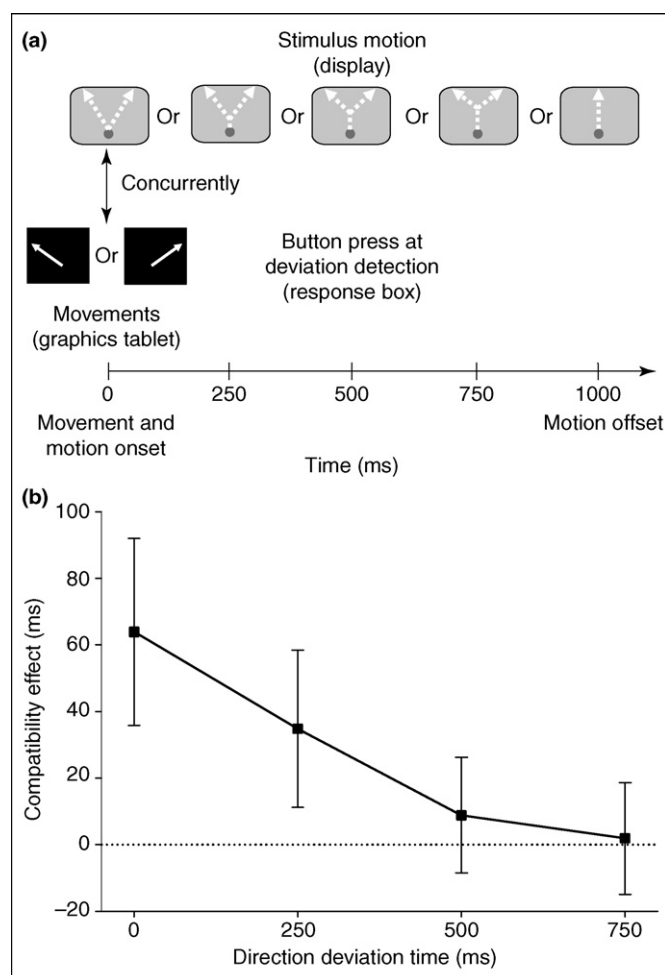 (a)
Stimulus motion
(display)
Or Or Or Or
Concurrently
Or
Button press at
deviation detection
(response box)
Movements
(graphics tablet)
0 250 500 750 1000
Movement and
motion onset
Motion offset
Time (ms)
(b)
100
80
60
40
20
0
−20
Compatibility effect (ms)
0 250 500 750
Direction deviation time (ms)